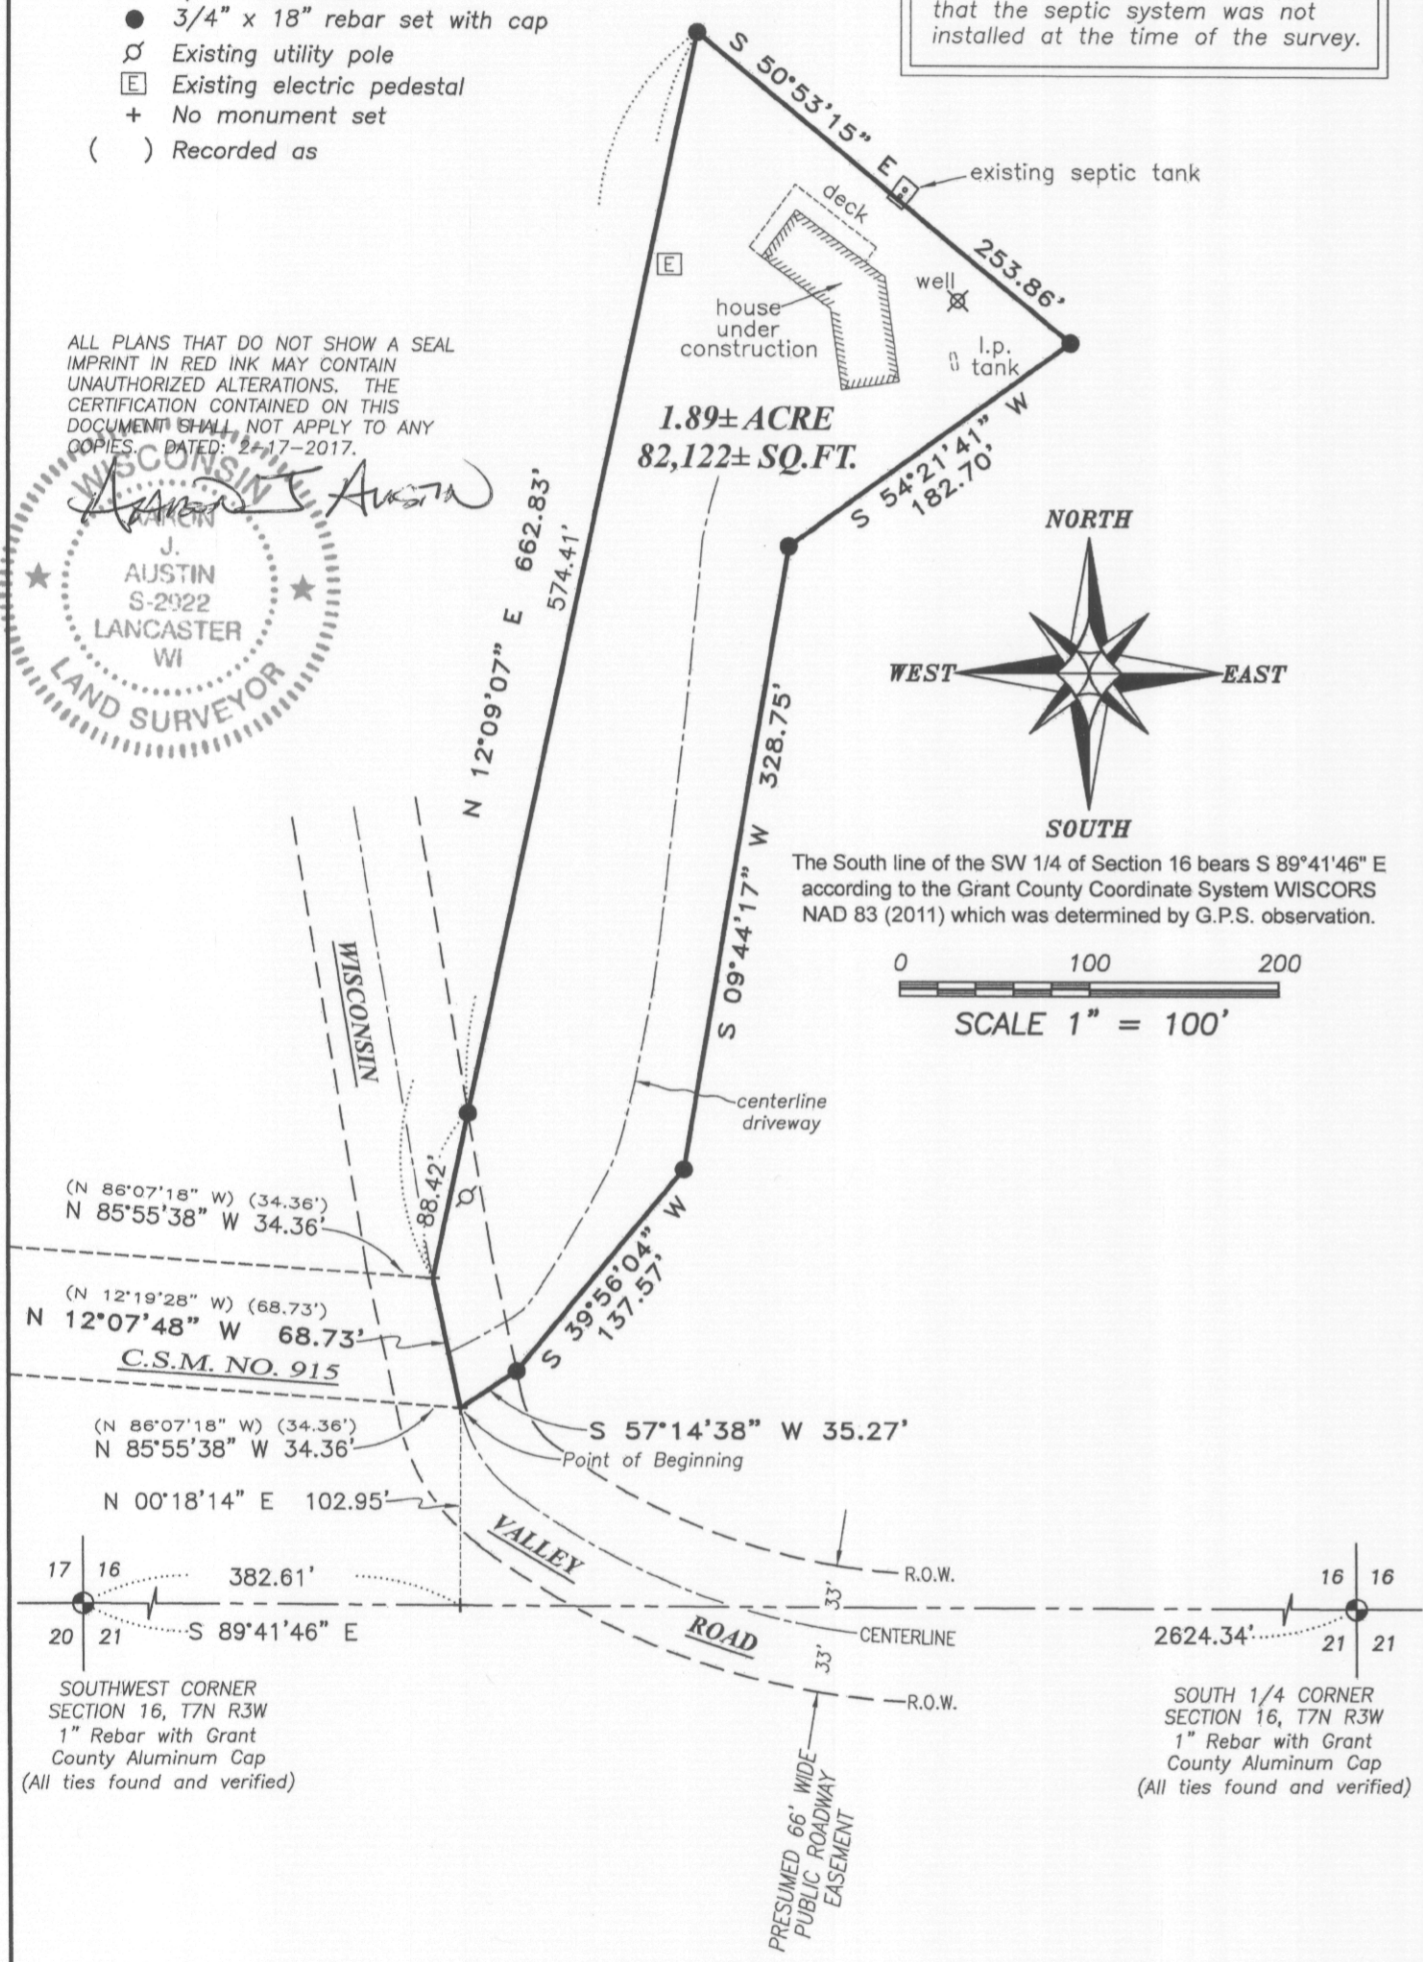 3/4" x 18" rebar set with cap
Existing utility pole
E Existing electric pedestal
+ No monument set
( ) Recorded as
that the septic system was not
installed at the time of the survey.
S 50°53'15" E
253.86'
existing septic tank
deck
well
E
house
under
construction
l.p.
tank
1.89± ACRE
82,122± SQ.FT.
S 54°21'41" W
182.70'
ALL PLANS THAT DO NOT SHOW A SEAL
IMPRINT IN RED INK MAY CONTAIN
UNAUTHORIZED ALTERATIONS. THE
CERTIFICATION CONTAINED ON THIS
DOCUMENT SHALL NOT APPLY TO ANY
COPIES. DATED: 2-17-2017.
WISCONSIN
AARON
J.
AUSTIN
S-2922
LANCASTER
WI
LAND SURVEYOR
Aaron J Austin
N 12°09'07" E 662.83'
574.41'
NORTH
WEST
EAST
SOUTH
S 09°44'17" W 328.75'
The South line of the SW 1/4 of Section 16 bears S 89°41'46" E
according to the Grant County Coordinate System WISCORS
NAD 83 (2011) which was determined by G.P.S. observation.
0 100 200
SCALE 1" = 100'
WISCONSIN
centerline
driveway
88.42'
(N 86°07'18" W) (34.36')
N 85°55'38" W 34.36'
(N 12°19'28" W) (68.73')
N 12°07'48" W 68.73'
C.S.M. NO. 915
S 39°56'04" W
137.57'
(N 86°07'18" W) (34.36')
N 85°55'38" W 34.36'
S 57°14'38" W 35.27'
Point of Beginning
N 00°18'14" E 102.95'
VALLEY
ROAD
R.O.W.
33'
CENTERLINE
33'
R.O.W.
17 16
20 21
382.61'
S 89°41'46" E
2624.34'
16 16
21 21
SOUTHWEST CORNER
SECTION 16, T7N R3W
1" Rebar with Grant
County Aluminum Cap
(All ties found and verified)
SOUTH 1/4 CORNER
SECTION 16, T7N R3W
1" Rebar with Grant
County Aluminum Cap
(All ties found and verified)
PRESUMED 66' WIDE
PUBLIC ROADWAY
EASEMENT